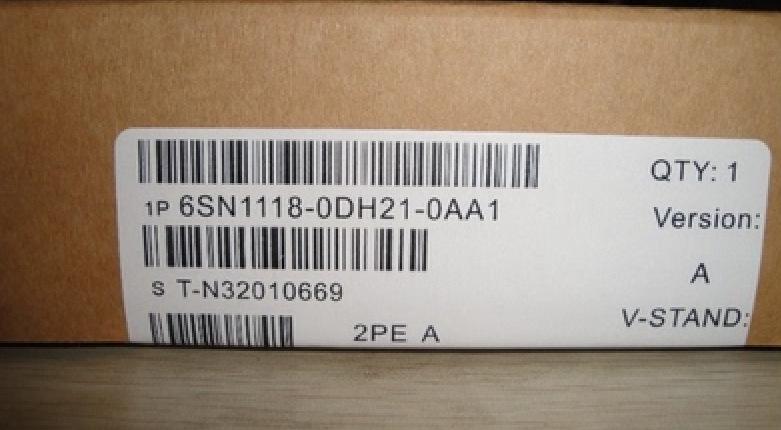 QTY: 1
1P 6SN1118-0DH21-0AA1
Version:
S T-N32010669
A
2PE A
V-STAND: